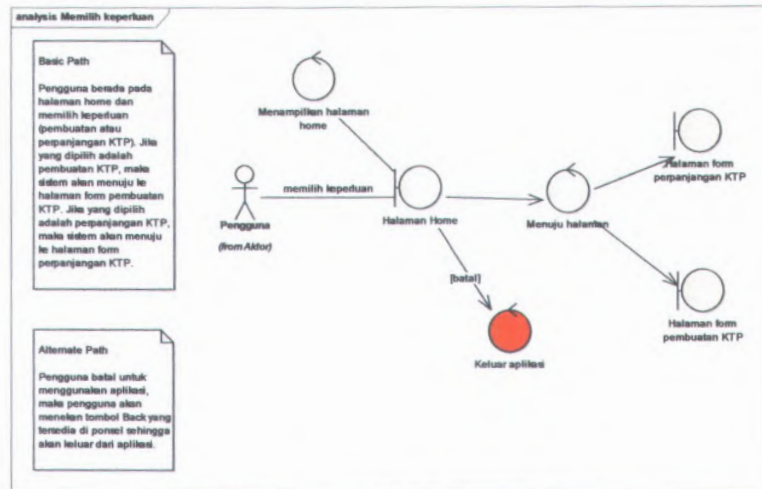 analysis Memilih keperluan
Basic Path
Pengguna berada pada
halaman home dan
memilih keperluan
(pembuatan atau
perpanjangan KTP). Jika
yang dipilih adalah
pembuatan KTP, maka
sistem akan menuju ke
halaman form pembuatan
KTP. Jika yang dipilih
adalah perpanjangan KTP,
maka sistem akan menuju
ke halaman form
perpanjangan KTP.
Alternate Path
Pengguna batal untuk
menggunakan aplikasi,
maka pengguna akan
menekan tombol Back yang
tersedia di ponsel sehingga
akan keluar dari aplikasi.
Menampilkan halaman
home
Pengguna
(from Aktor)
memilih keperluan
Halaman Home
Menuju halaman
Halaman form
perpanjangan KTP
Halaman form
pembuatan KTP
[batal]
Keluar aplikasi